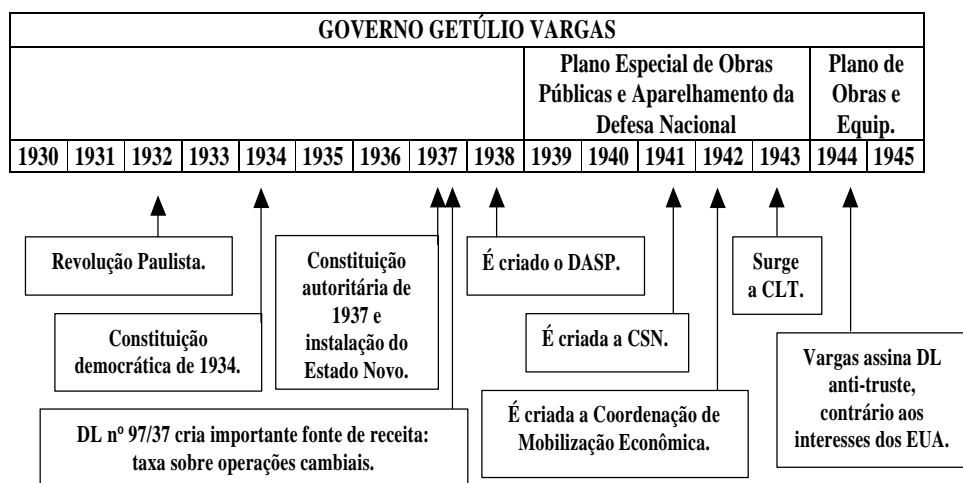 GOVERNO GETÚLIO VARGAS
Plano Especial de Obras
Públicas e Aparelhamento da
Defesa Nacional
Plano de
Obras e
Equip.
1930 1931 1932 1933 1934 1935 1936 1937 1938 1939 1940 1941 1942 1943 1944 1945
Revolução Paulista.
Constituição
democrática de 1934.
Constituição
autoritária de
1937 e
instalação do
Estado Novo.
DL nº 97/37 cria importante fonte de receita:
taxa sobre operações cambiais.
É criado o DASP.
É criada a CSN.
É criada a Coordenação de
Mobilização Econômica.
Surge
a CLT.
Vargas assina DL
anti-truste,
contrário aos
interesses dos EUA.